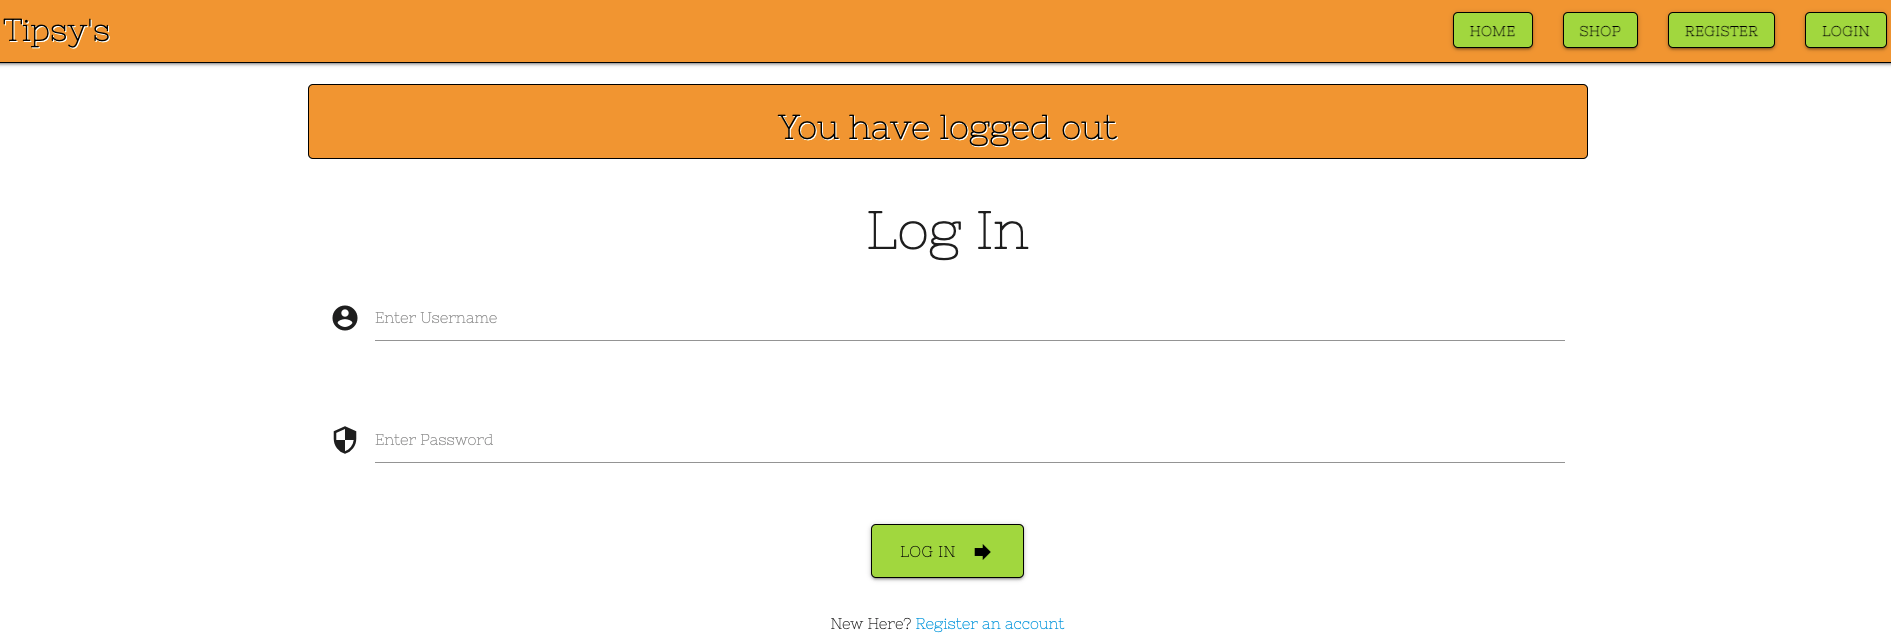 Tipsy's
HOME
SHOP
REGISTER
LOGIN
You have logged out
Log In
Enter Username
Enter Password
LOG IN
New Here? Register an account